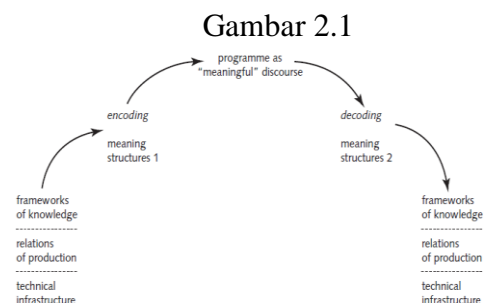 Gambar 2.1
programme as
"meaningful" discourse
encoding
decoding
meaning
structures 1
meaning
structures 2
frameworks
of knowledge
frameworks
of knowledge
relations
of production
relations
of production
technical
infrastructure
technical
infrastructure